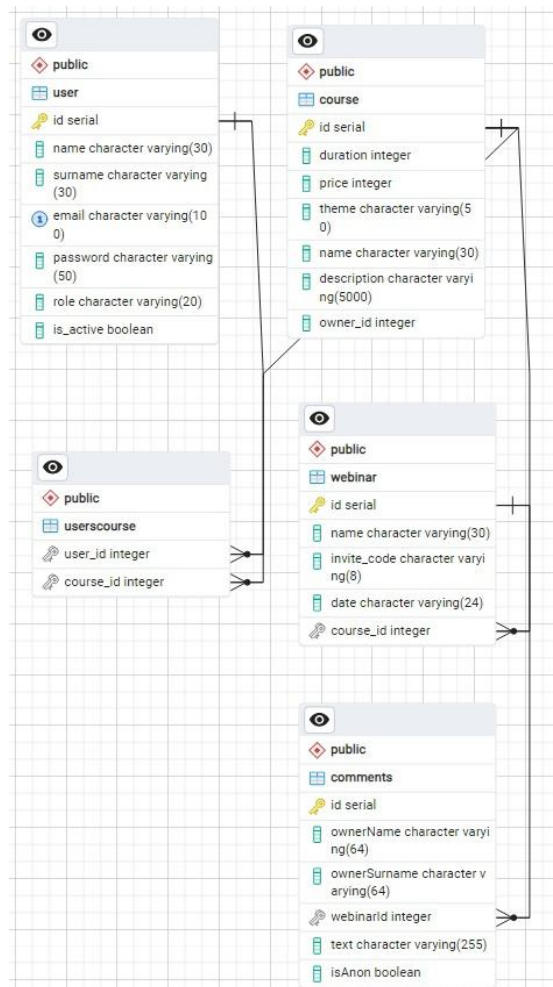 public
user
id serial
name character varying(30)
surname character varying
(30)
email character varying(10
0)
password character varying
(50)
role character varying(20)
is_active boolean
public
course
id serial
duration integer
price integer
theme character varying(5
0)
name character varying(30)
description character varyi
ng(5000)
owner_id integer
public
userscourse
user_id integer
course_id integer
public
webinar
id serial
name character varying(30)
invite_code character varyi
ng(8)
date character varying(24)
course_id integer
public
comments
id serial
ownerName character varyi
ng(64)
ownerSurname character v
arying(64)
webinarId integer
text character varying(255)
isAnon boolean